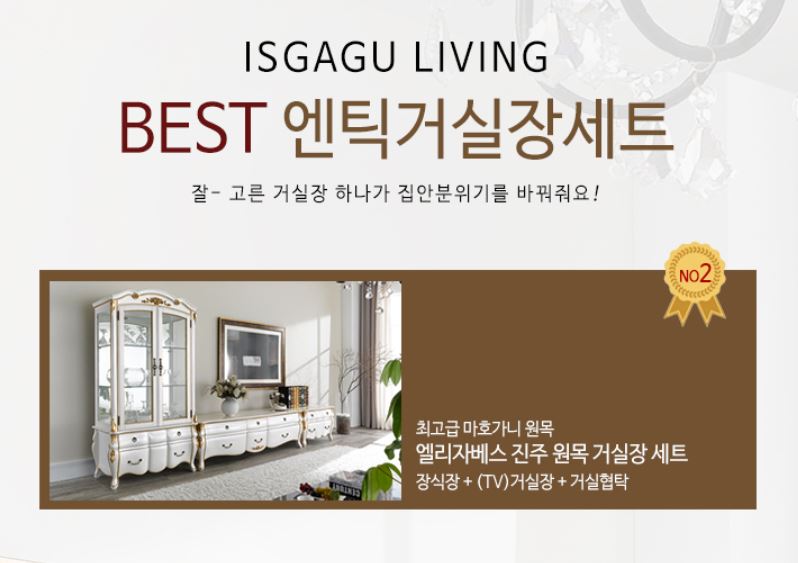 ISGAGU LIVING
BEST 엔틱거실장세트
잘- 고른 거실장 하나가 집안분위기를 바꿔줘요!
NO2
최고급 마호가니 원목
엘리자베스 진주 원목 거실장 세트
장식장 + (TV)거실장 + 거실협탁